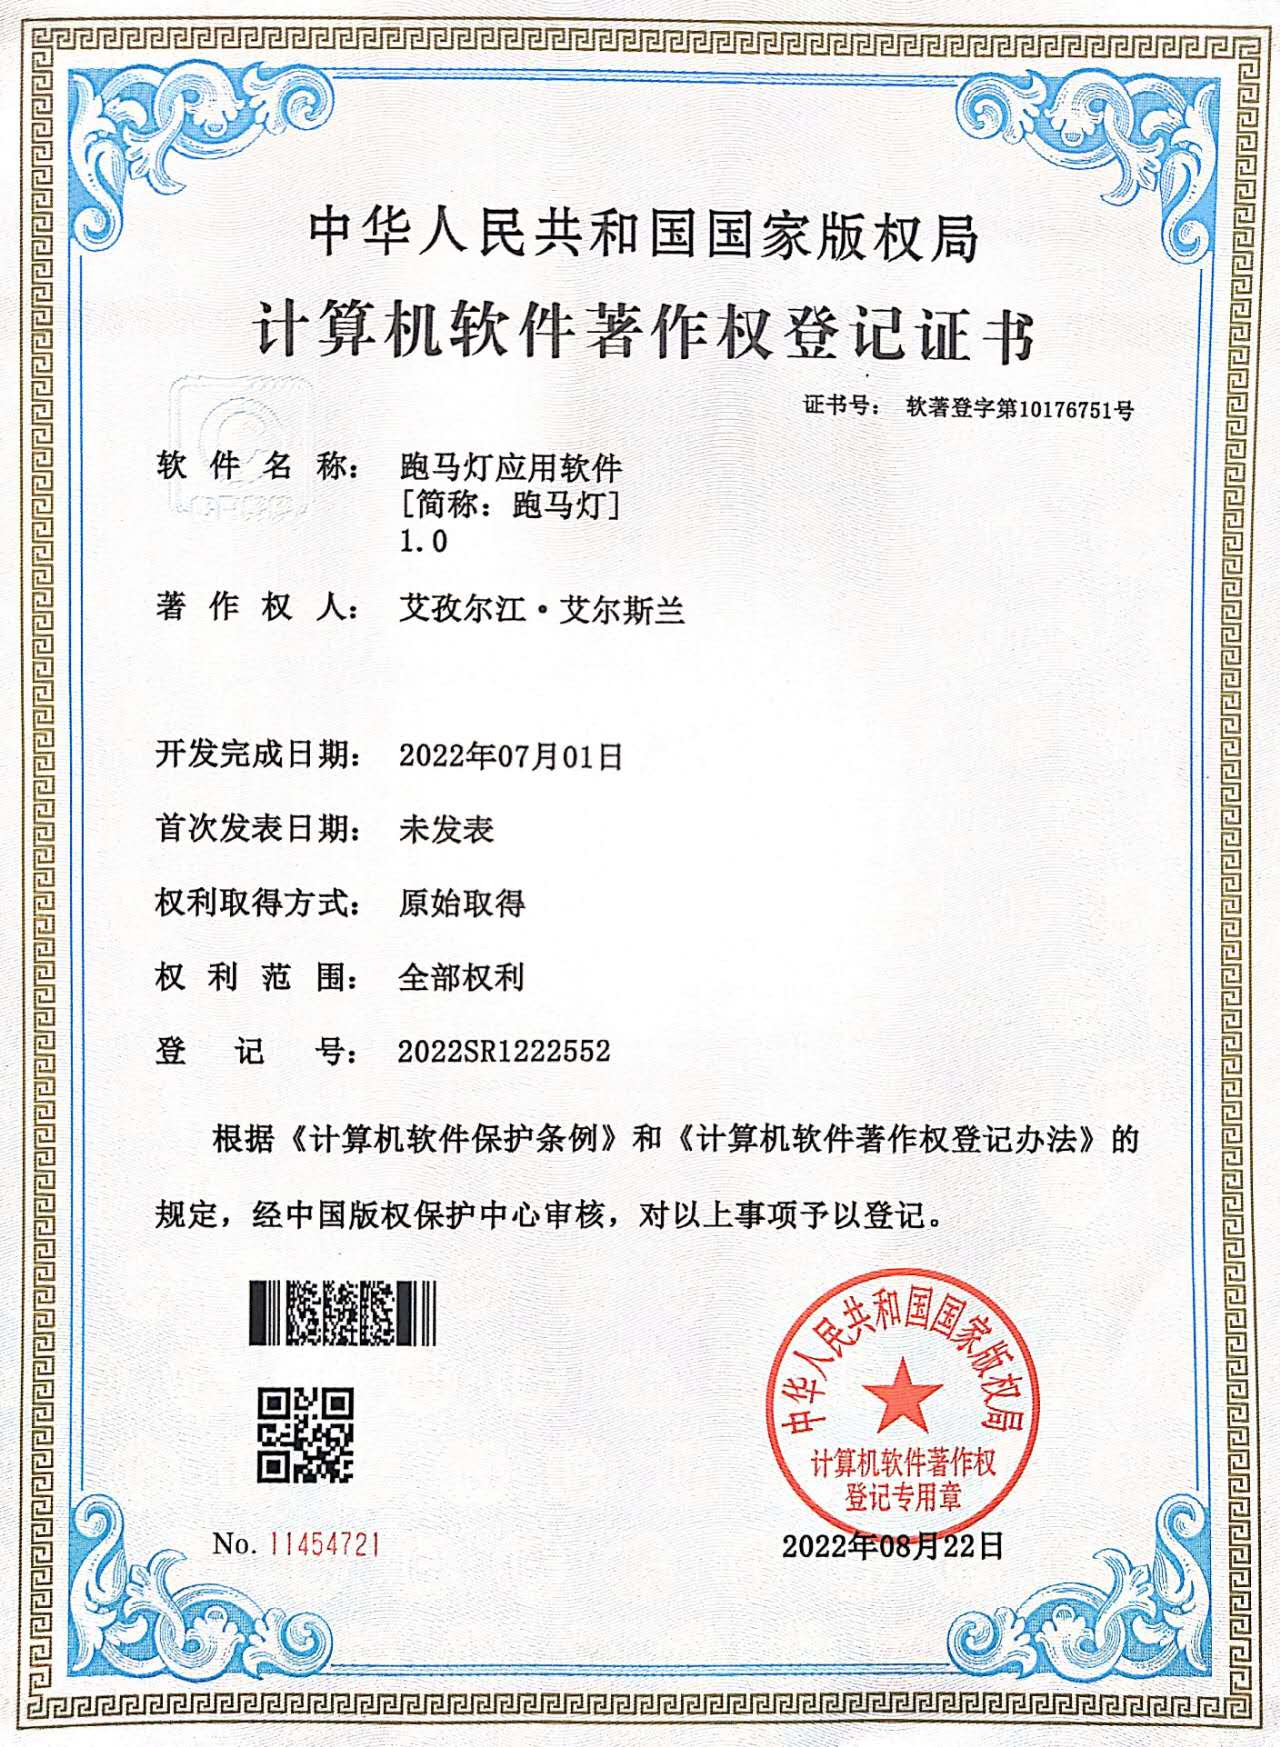 中华人民共和国国家版权局
计算机软件著作权登记证书
证书号： 软著登字第10176751号
软件名称： 跑马灯应用软件
[简称：跑马灯]
1.0
著作权人： 艾孜尔江·艾尔斯兰
开发完成日期： 2022年07月01日
首次发表日期： 未发表
权利取得方式： 原始取得
权利范围： 全部权利
登记号： 2022SR1222552
根据《计算机软件保护条例》和《计算机软件著作权登记办法》的
规定，经中国版权保护中心审核，对以上事项予以登记。
中华人民共和国国家版权局
计算机软件著作权
登记专用章
No. 11454721
2022年08月22日